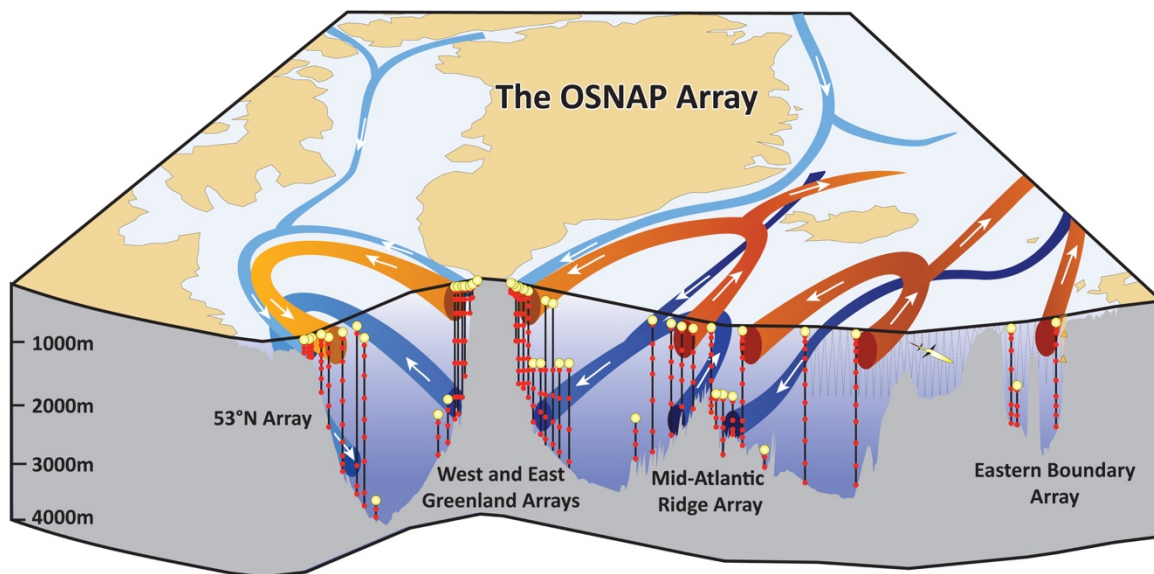 The OSNAP Array
1000m
2000m
3000m
4000m
53°N Array
West and East
Greenland Arrays
Mid-Atlantic
Ridge Array
Eastern Boundary
Array